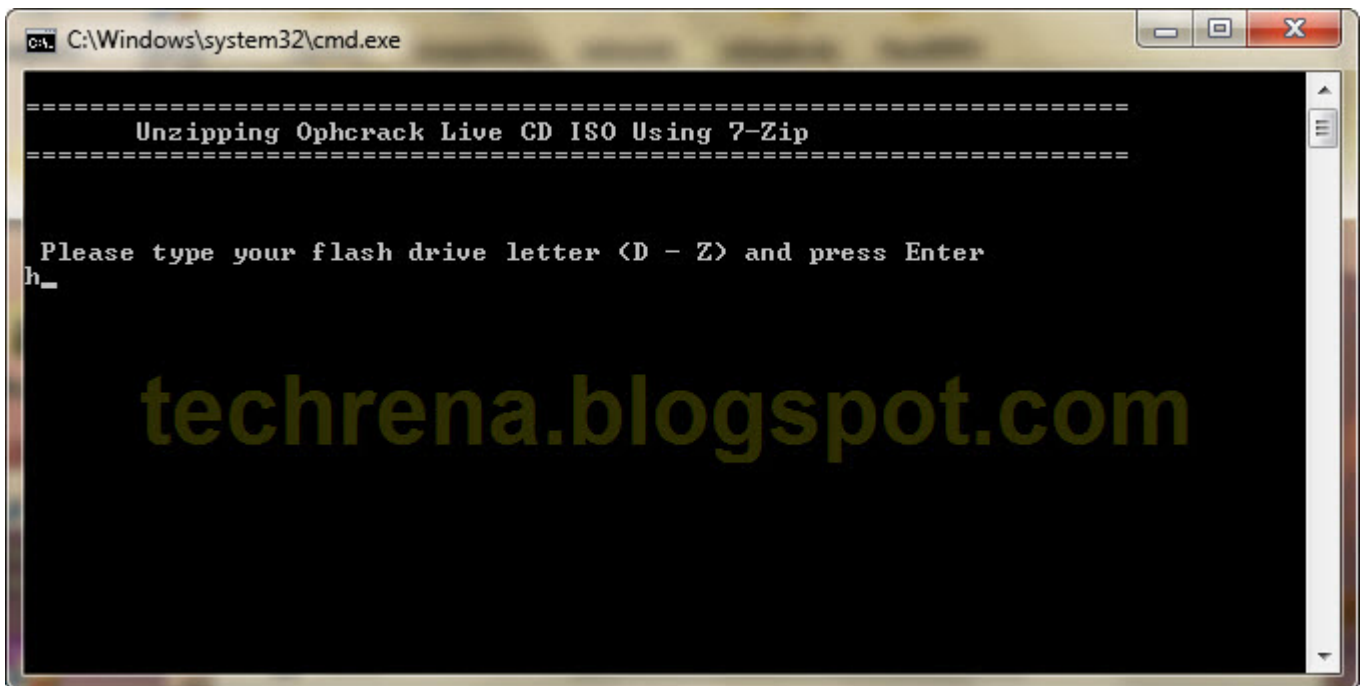 C:\Windows\system32\cmd.exe
=====================================================================
Unzipping Ophcrack Live CD ISO Using 7-Zip
=====================================================================
Please type your flash drive letter (D - Z) and press Enter
h_
techrena.blogspot.com